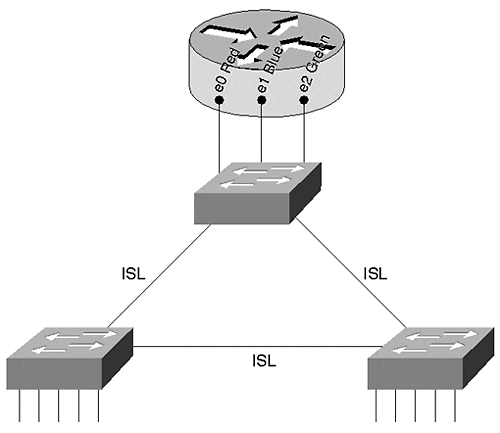 e0 Red
e1 Blue
e2 Green
ISL
ISL
ISL